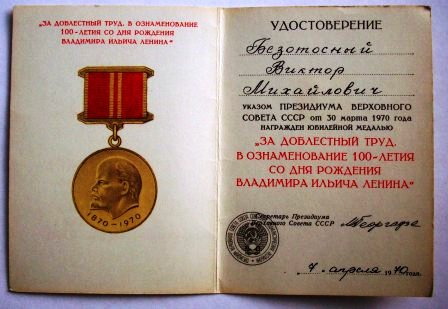 „ЗА ДОБЛЕСТНЫЙ ТРУД. В ОЗНАМЕНОВАНИЕ
100-ЛЕТИЯ СО ДНЯ РОЖДЕНИЯ
ВЛАДИМИРА ИЛЬИЧА ЛЕНИНА“
1870-1970
УДОСТОВЕРЕНИЕ
Безотосный
Виктор
Михайлович
УКАЗОМ ПРЕЗИДИУМА ВЕРХОВНОГО
СОВЕТА СССР от 30 марта 1970 года
НАГРАЖДЕН ЮБИЛЕЙНОЙ МЕДАЛЬЮ
„ЗА ДОБЛЕСТНЫЙ ТРУД.
В ОЗНАМЕНОВАНИЕ 100-ЛЕТИЯ
СО ДНЯ РОЖДЕНИЯ
ВЛАДИМИРА ИЛЬИЧА ЛЕНИНА“
Секретарь Президиума
Верховного Совета СССР
„7“ апреля 1970 года.